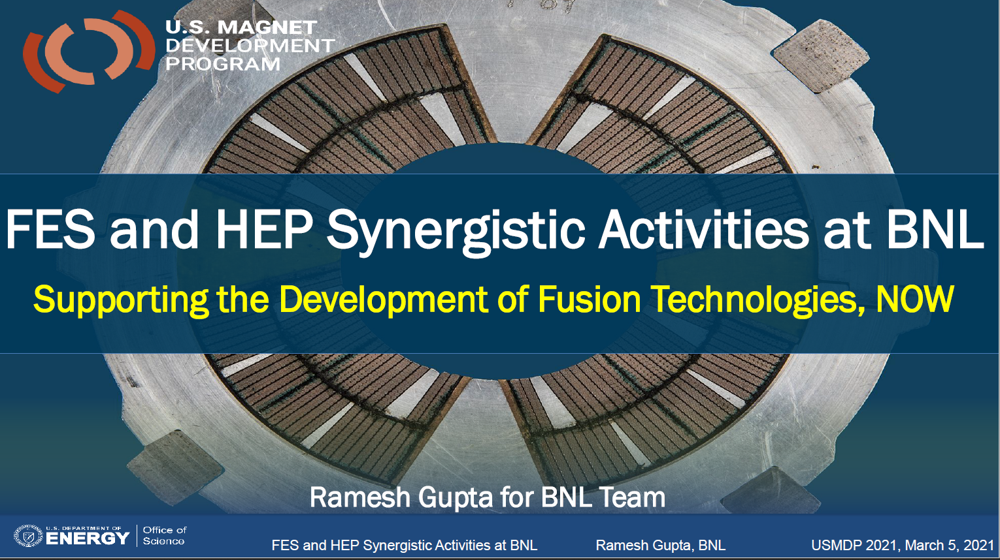 U.S. MAGNET
DEVELOPMENT
PROGRAM
FES and HEP Synergistic Activities at BNL
Supporting the Development of Fusion Technologies, NOW
Ramesh Gupta for BNL Team
U.S. DEPARTMENT OF
ENERGY
Office of
Science
FES and HEP Synergistic Activities at BNL
Ramesh Gupta, BNL
USMDP 2021, March 5, 2021